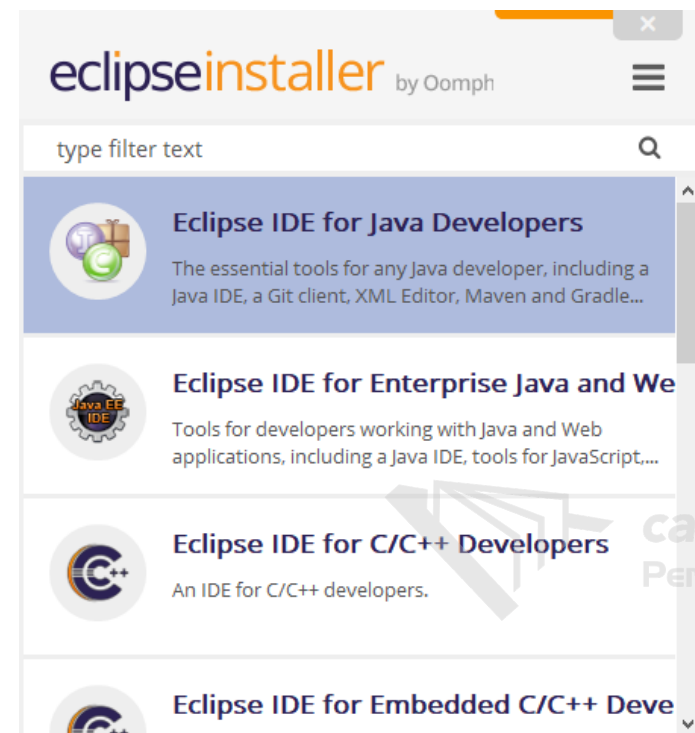 eclipseinstaller by Oomph
type filter text
Eclipse IDE for Java Developers
The essential tools for any Java developer, including a
Java IDE, a Git client, XML Editor, Maven and Gradle...
Eclipse IDE for Enterprise Java and We
Java EE
IDE
Tools for developers working with Java and Web
applications, including a Java IDE, tools for JavaScript,...
Eclipse IDE for C/C++ Developers
C++
An IDE for C/C++ developers.
Eclipse IDE for Embedded C/C++ Deve